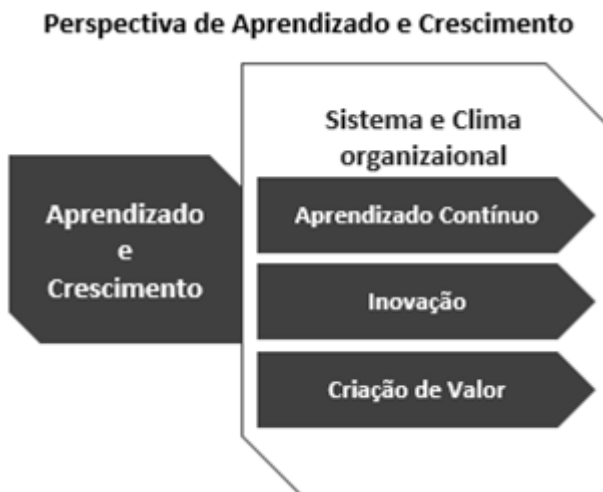 Perspectiva de Aprendizado e Crescimento
Sistema e Clima
organizaional
Aprendizado
e
Crescimento
Aprendizado Contínuo
Inovação
Criação de Valor